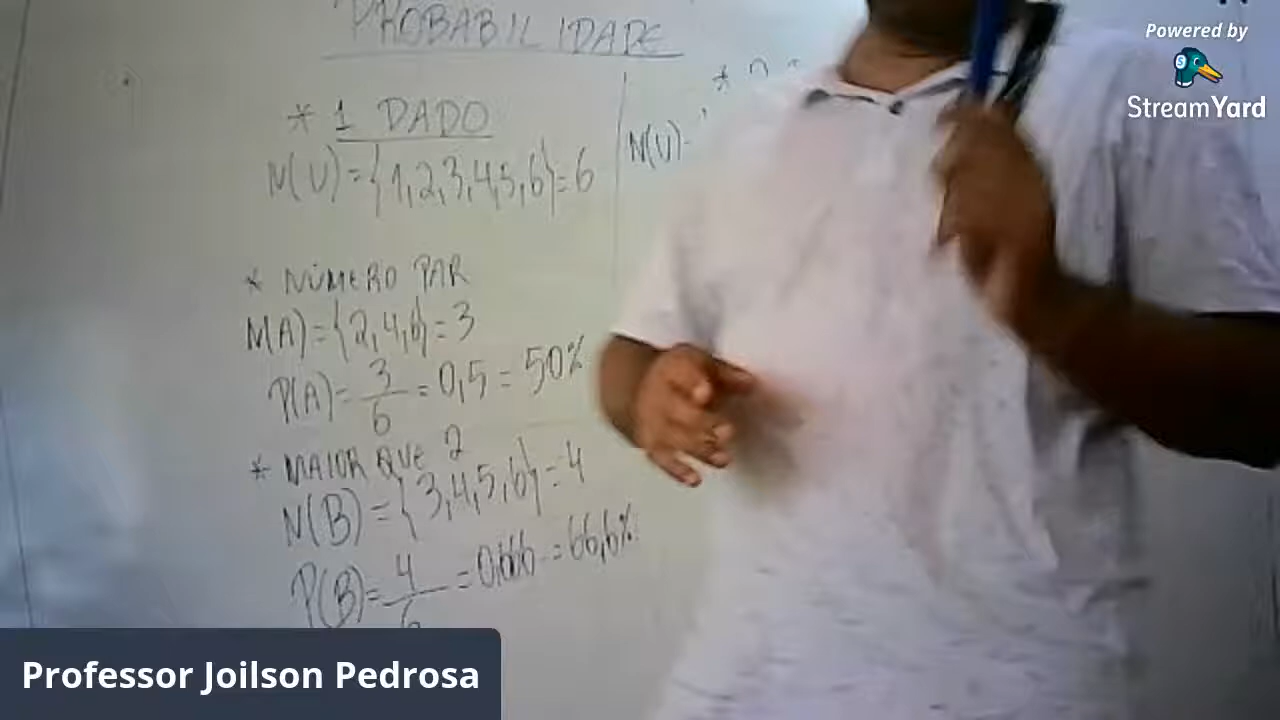 PROBABILIDADE
* 1 DADO
N(U)={1,2,3,4,5,6}=6
* NÚMERO PAR
N(A)={2,4,6}=3
P(A)=3/6=0,5=50%
* MAIOR QUE 2
N(B)={3,4,5,6}=4
P(B)=4/6=0,666=66,6%
N(U)=
Powered by
StreamYard
Professor Joilson Pedrosa